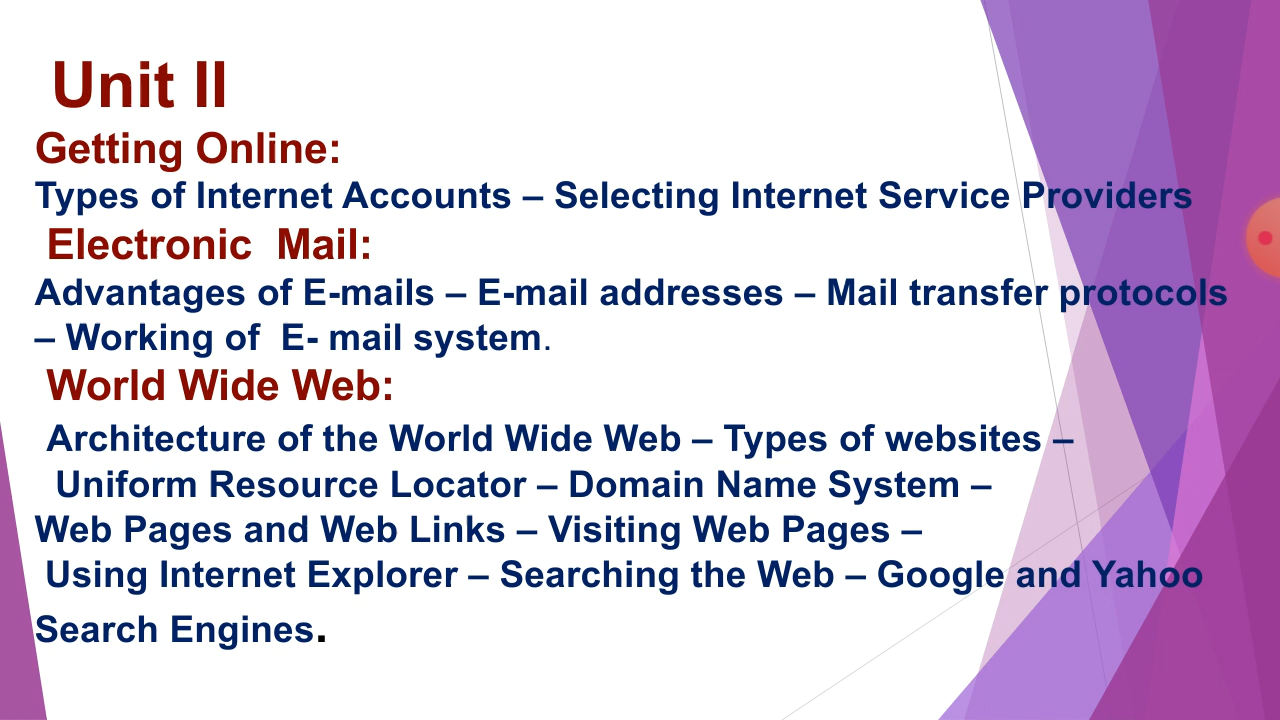 Unit II
Getting Online:
Types of Internet Accounts – Selecting Internet Service Providers
Electronic  Mail:
Advantages of E-mails – E-mail addresses – Mail transfer protocols
– Working of  E- mail system.
World Wide Web:
Architecture of the World Wide Web – Types of websites –
Uniform Resource Locator – Domain Name System –
Web Pages and Web Links – Visiting Web Pages –
Using Internet Explorer – Searching the Web – Google and Yahoo
Search Engines.